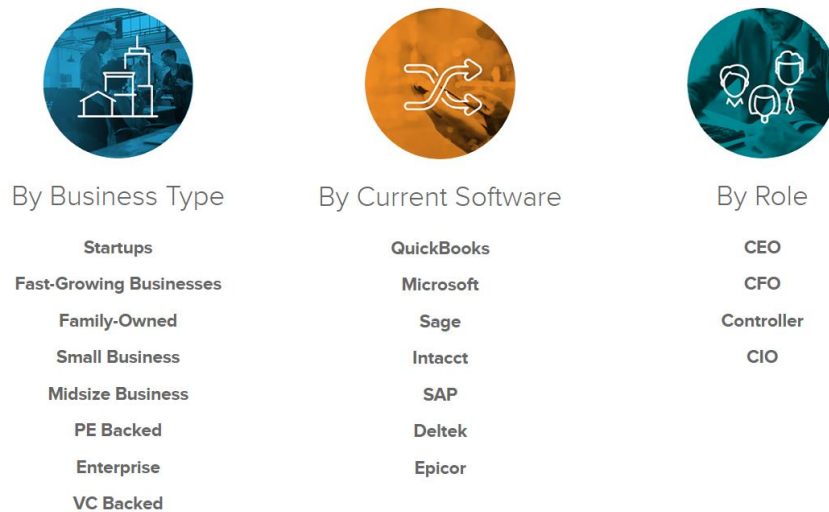 By Business Type
Startups
Fast-Growing Businesses
Family-Owned
Small Business
Midsize Business
PE Backed
Enterprise
VC Backed
By Current Software
QuickBooks
Microsoft
Sage
Intacct
SAP
Deltek
Epicor
By Role
CEO
CFO
Controller
CIO